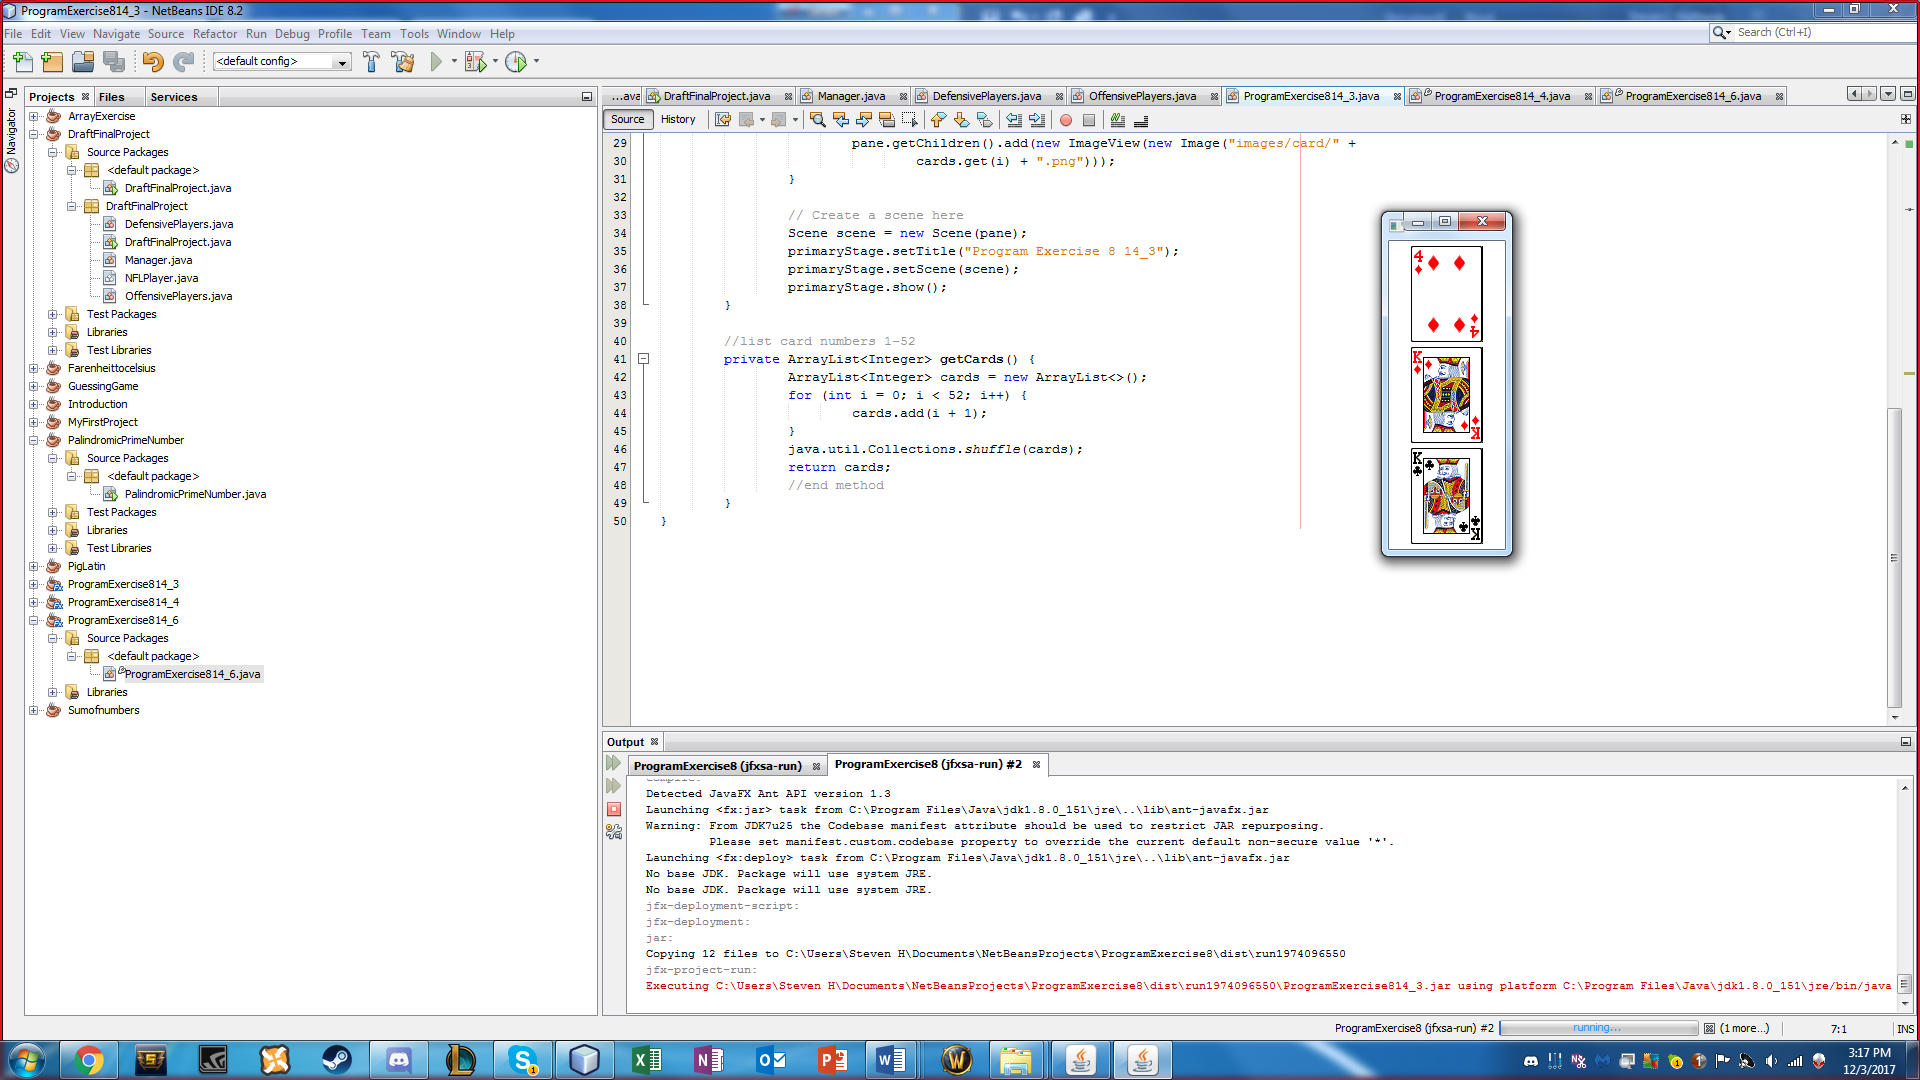 ProgramExercise814_3 - NetBeans IDE 8.2
File Edit View Navigate Source Refactor Run Debug Profile Team Tools Window Help
Search (Ctrl+I)
<default config>
Projects Files Services
Navigator
ArrayExercise
DraftFinalProject
Source Packages
<default package>
DraftFinalProject.java
DraftFinalProject
DefensivePlayers.java
DraftFinalProject.java
Manager.java
NFLPlayer.java
OffensivePlayers.java
Test Packages
Libraries
Test Libraries
Farenheittocelsius
GuessingGame
Introduction
MyFirstProject
PalindromicPrimeNumber
Source Packages
<default package>
PalindromicPrimeNumber.java
Test Packages
Libraries
Test Libraries
PigLatin
ProgramExercise814_3
ProgramExercise814_4
ProgramExercise814_6
Source Packages
<default package>
ProgramExercise814_6.java
Libraries
Sumofnumbers
...ava DraftFinalProject.java Manager.java DefensivePlayers.java OffensivePlayers.java ProgramExercise814_3.java ProgramExercise814_4.java ProgramExercise814_6.java
Source History
29 pane.getChildren().add(new ImageView(new Image("images/card/" +
30 cards.get(i) + ".png")));
31 }
32
33 // Create a scene here
34 Scene scene = new Scene(pane);
35 primaryStage.setTitle("Program Exercise 8 14_3");
36 primaryStage.setScene(scene);
37 primaryStage.show();
38 }
39
40 //list card numbers 1-52
41 private ArrayList<Integer> getCards() {
42 ArrayList<Integer> cards = new ArrayList<>();
43 for (int i = 0; i < 52; i++) {
44 cards.add(i + 1);
45 }
46 java.util.Collections.shuffle(cards);
47 return cards;
48 //end method
49 }
50 }
4
4
K
K
K
K
Output
ProgramExercise8 (jfxsa-run) ProgramExercise8 (jfxsa-run) #2
compile:
Detected JavaFX Ant API version 1.3
Launching <fx:jar> task from C:\Program Files\Java\jdk1.8.0_151\jre\..\lib\ant-javafx.jar
Warning: From JDK7u25 the Codebase manifest attribute should be used to restrict JAR repurposing.
Please set manifest.custom.codebase property to override the current default non-secure value '*'.
Launching <fx:deploy> task from C:\Program Files\Java\jdk1.8.0_151\jre\..\lib\ant-javafx.jar
No base JDK. Package will use system JRE.
No base JDK. Package will use system JRE.
jfx-deployment-script:
jfx-deployment:
jar:
Copying 12 files to C:\Users\Steven H\Documents\NetBeansProjects\ProgramExercise8\dist\run1974096550
jfx-project-run:
Executing C:\Users\Steven H\Documents\NetBeansProjects\ProgramExercise8\dist\run1974096550\ProgramExercise814_3.jar using platform C:\Program Files\Java\jdk1.8.0_151\jre/bin/java
ProgramExercise8 (jfxsa-run) #2 running... (1 more...) 7:1 INS
3:17 PM
12/3/2017